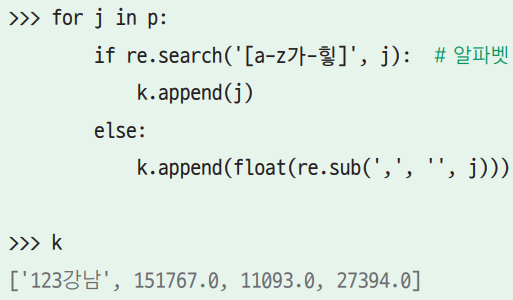 >>> for j in p:
        if re.search('[a-z가-힣]', j):  # 알파벳
            k.append(j)
        else:
            k.append(float(re.sub(',', '', j)))
>>> k
['123강남', 151767.0, 11093.0, 27394.0]